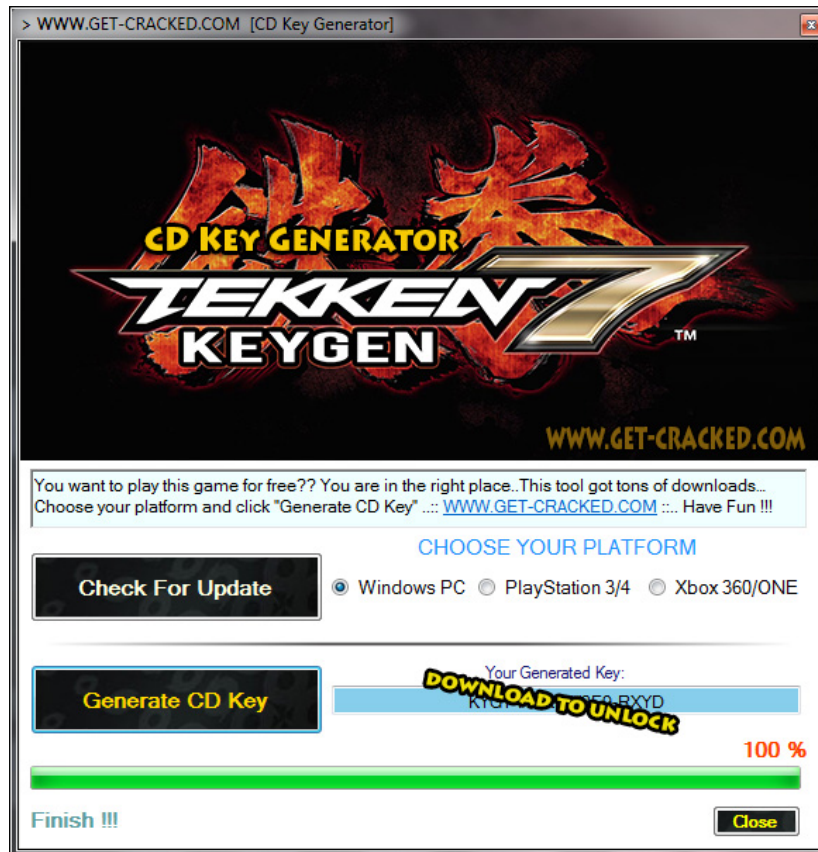 > WWW.GET-CRACKED.COM [CD Key Generator]
鉄拳
CD KEY GENERATOR
TEKKEN 7
TM
KEYGEN
WWW.GET-CRACKED.COM
You want to play this game for free?? You are in the right place..This tool got tons of downloads...
Choose your platform and click "Generate CD Key" ..:: WWW.GET-CRACKED.COM ::.. Have Fun !!!
CHOOSE YOUR PLATFORM
Check For Update
Windows PC PlayStation 3/4 Xbox 360/ONE
Your Generated Key:
Generate CD Key
DOWNLOAD TO UNLOCK
100 %
Finish !!!
Close